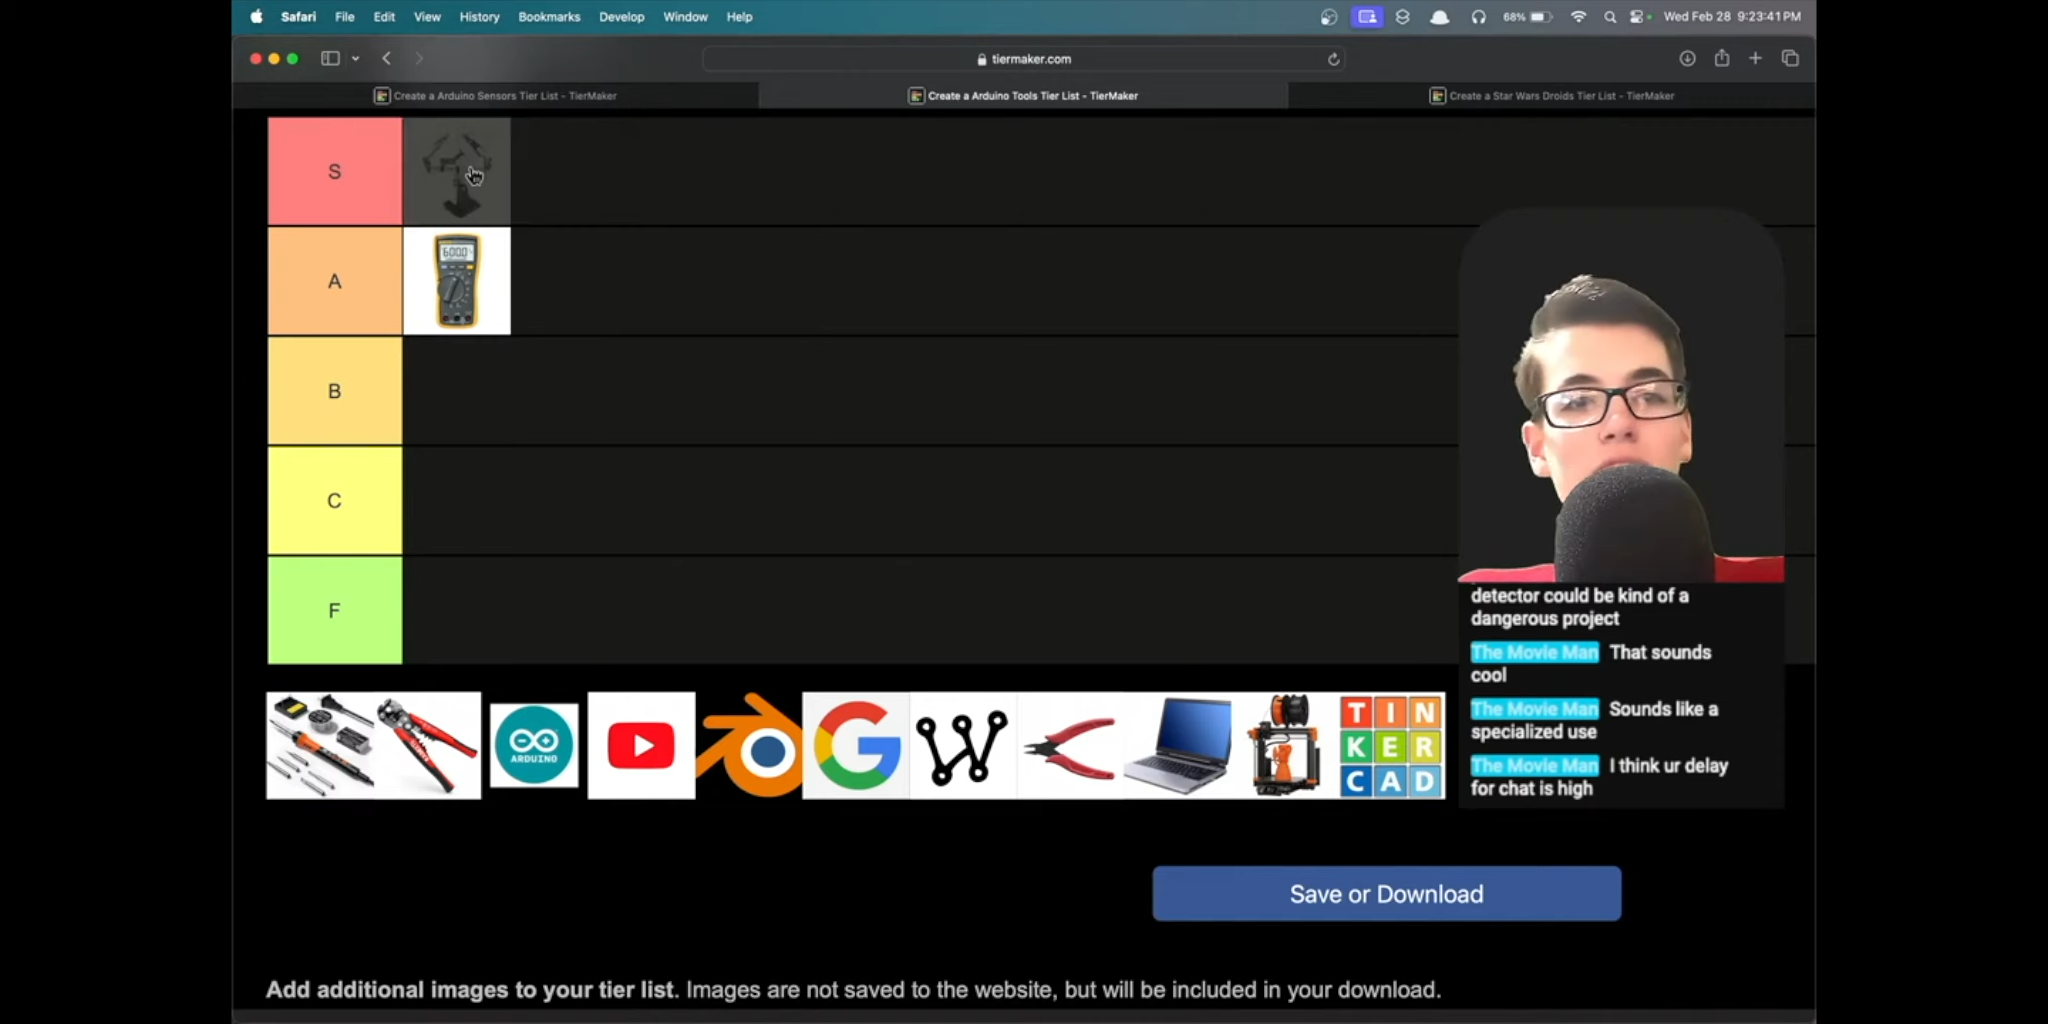 Safari File Edit View History Bookmarks Develop Window Help 68% Wed Feb 28 9:23:41 PM
tiermaker.com
Create a Arduino Sensors Tier List - TierMaker
Create a Arduino Tools Tier List - TierMaker
Create a Star Wars Droids Tier List - TierMaker
S
A
6000
B
C
F
detector could be kind of a
dangerous project
The Movie Man That sounds
cool
The Movie Man Sounds like a
specialized use
The Movie Man I think ur delay
for chat is high
ARDUINO
G
W
TIN
KER
CAD
Save or Download
Add additional images to your tier list. Images are not saved to the website, but will be included in your download.